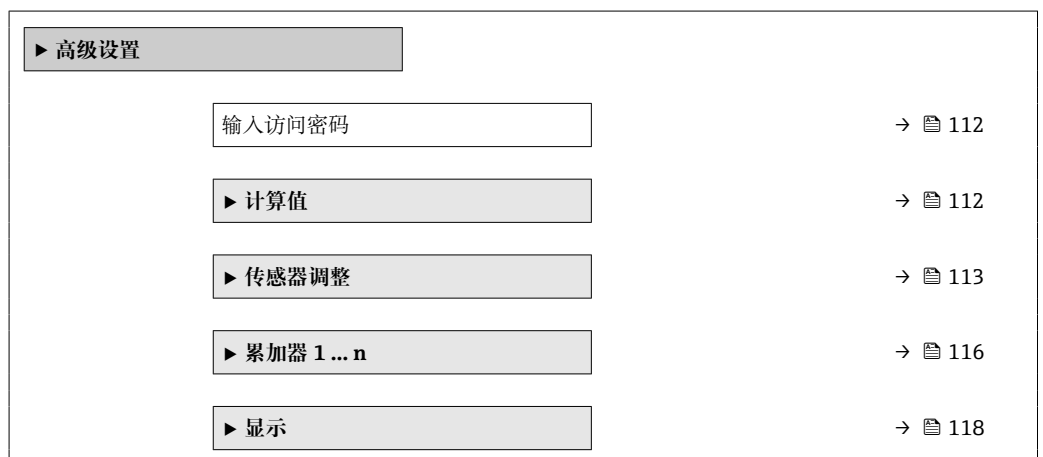 ▶ 高级设置
输入访问密码 → 🖹 112
▶ 计算值 → 🖹 112
▶ 传感器调整 → 🖹 113
▶ 累加器 1 … n → 🖹 116
▶ 显示 → 🖹 118